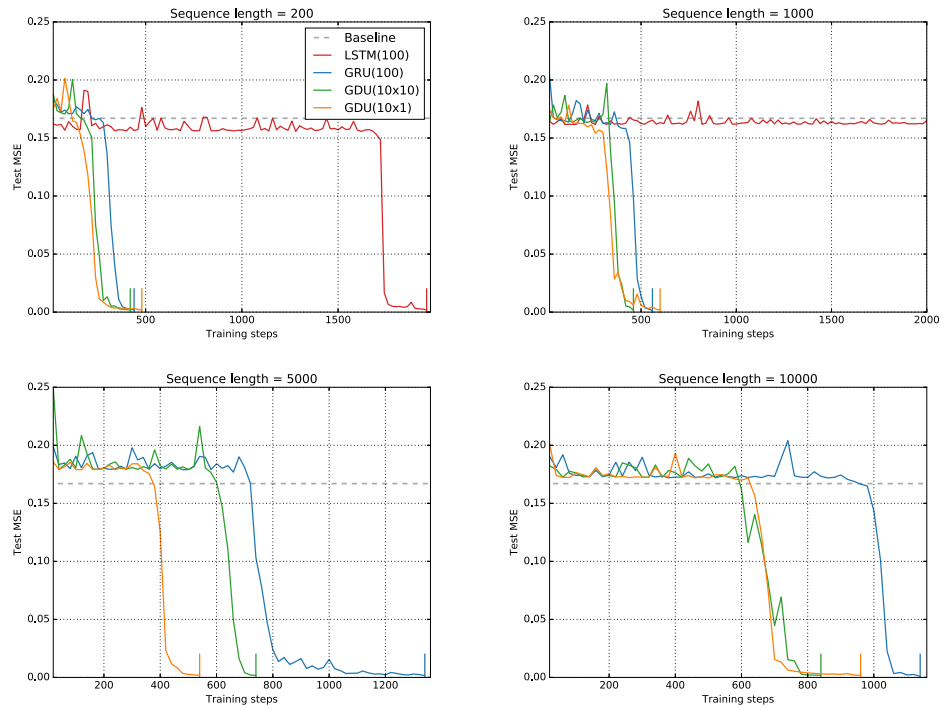 Sequence length = 200
0.25
0.20
0.15
0.10
0.05
0.00
Test MSE
500
1000
1500
Training steps
Baseline
LSTM(100)
GRU(100)
GDU(10x10)
GDU(10x1)
Sequence length = 1000
0.25
0.20
0.15
0.10
0.05
0.00
Test MSE
500
1000
1500
2000
Training steps
Sequence length = 5000
0.25
0.20
0.15
0.10
0.05
0.00
Test MSE
200
400
600
800
1000
1200
Training steps
Sequence length = 10000
0.25
0.20
0.15
0.10
0.05
0.00
Test MSE
200
400
600
800
1000
Training steps